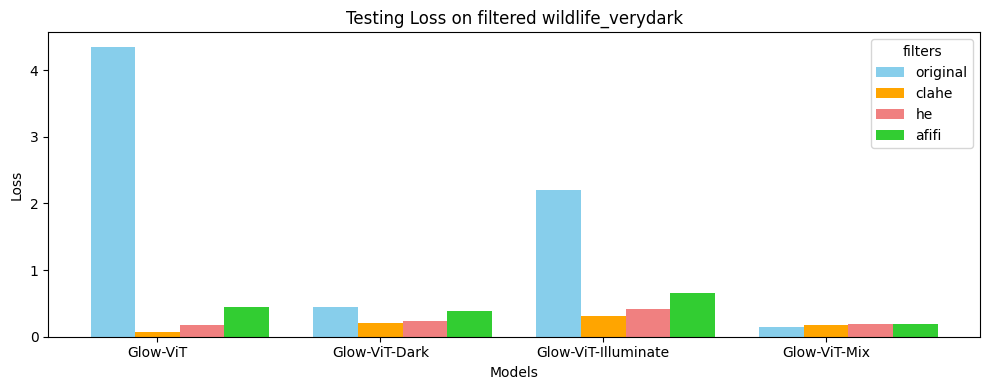 Testing Loss on filtered wildlife_verydark
filters
original
clahe
he
afifi
Loss
4
3
2
1
0
Glow-ViT
Glow-ViT-Dark
Glow-ViT-Illuminate
Glow-ViT-Mix
Models